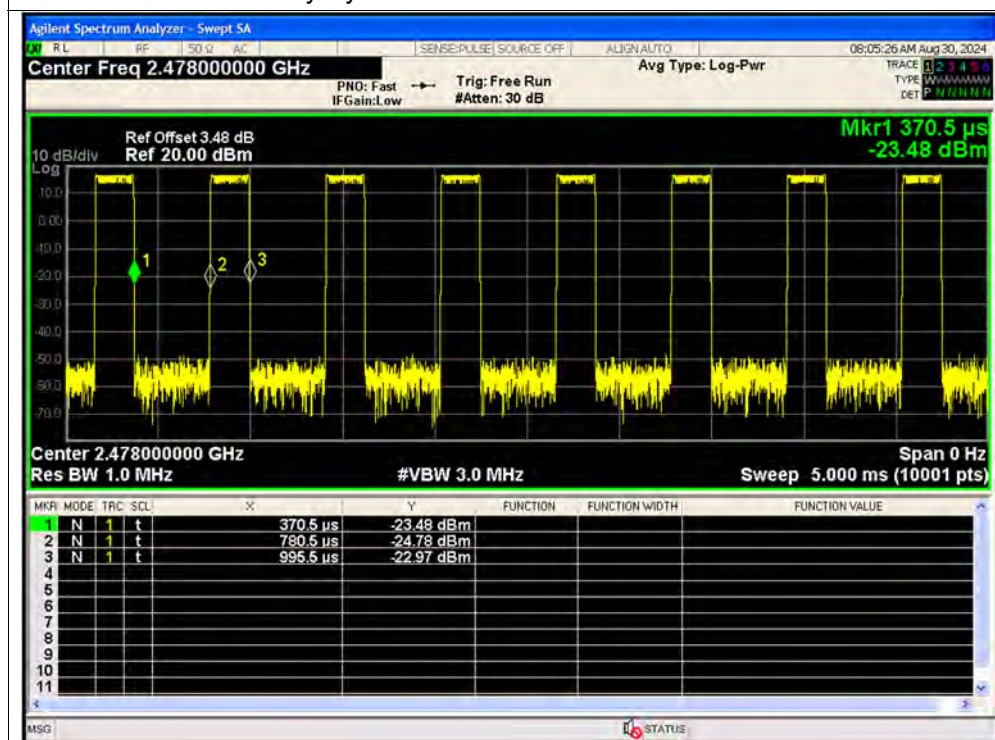 Agilent Spectrum Analyzer - Swept SA
RL RF 50 Ω AC SENSE:PULSE SOURCE OFF ALIGN AUTO 08:05:26 AM Aug 30, 2024
Center Freq 2.478000000 GHz
PNO: Fast
IFGain:Low
Trig: Free Run
#Atten: 30 dB
Avg Type: Log-Pwr
TRACE 1 2 3 4 5 6
TYPE WWWWWW
DET P N N N N N
Mkr1 370.5 µs
-23.48 dBm
Ref Offset 3.48 dB
10 dB/div Ref 20.00 dBm
Log
10.0
0.00
-10.0
-20.0
-30.0
-40.0
-50.0
-60.0
-70.0
1 2 3
Center 2.478000000 GHz Span 0 Hz
Res BW 1.0 MHz #VBW 3.0 MHz Sweep 5.000 ms (10001 pts)
MKR MODE TRC SCL X Y FUNCTION FUNCTION WIDTH FUNCTION VALUE
1 N 1 t 370.5 µs -23.48 dBm
2 N 1 t 780.5 µs -24.78 dBm
3 N 1 t 995.5 µs -22.97 dBm
4
5
6
7
8
9
10
11
MSG STATUS